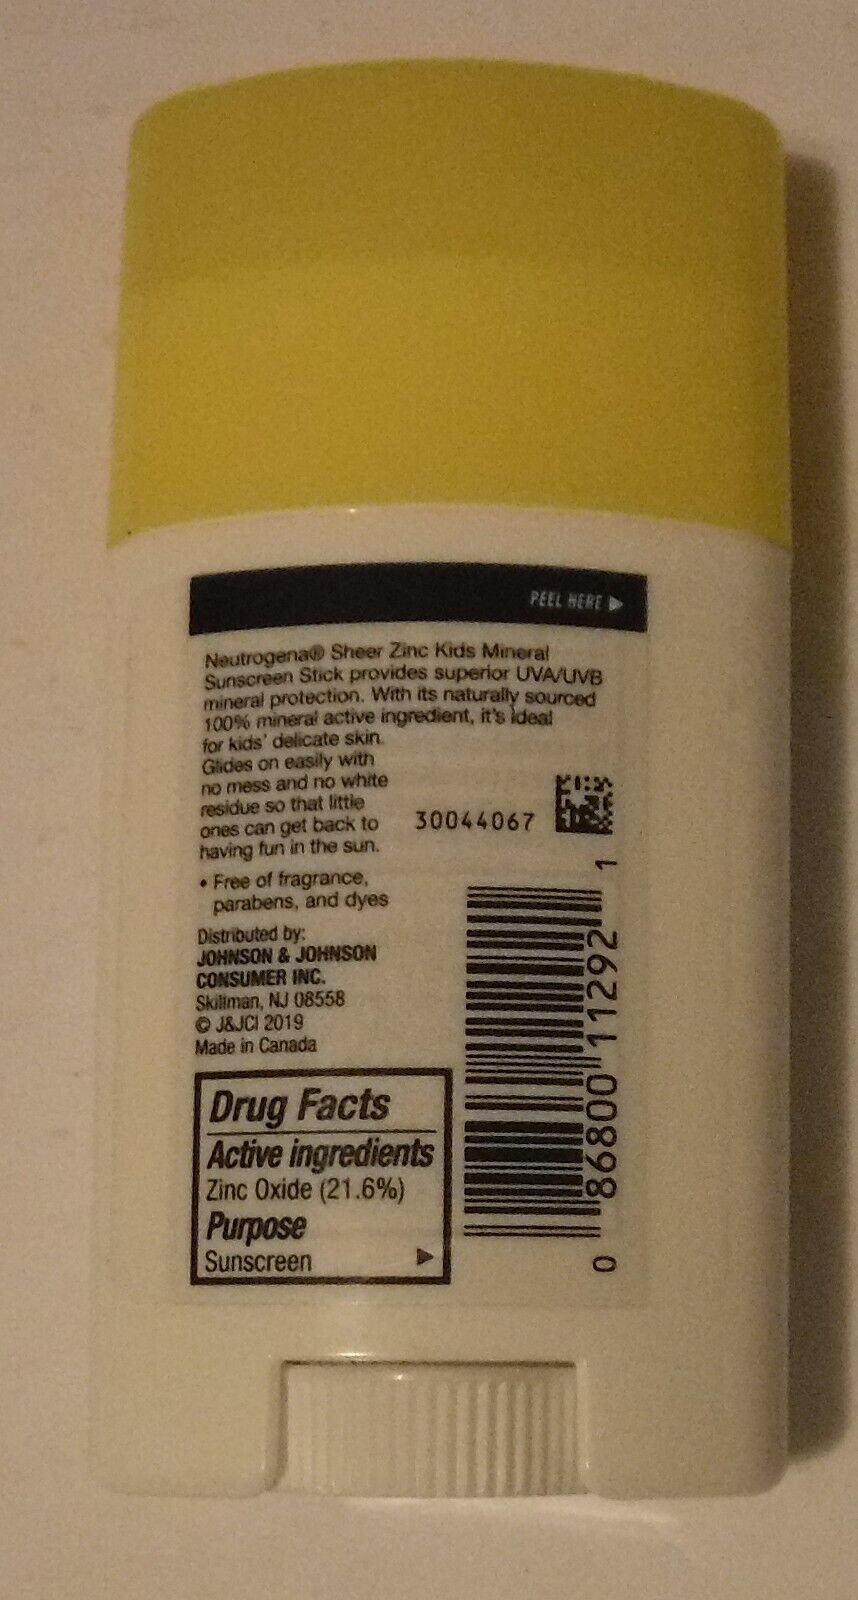 PEEL HERE ▶
Neutrogena® Sheer Zinc Kids Mineral
Sunscreen Stick provides superior UVA/UVB
mineral protection. With its naturally sourced
100% mineral active ingredient, it's ideal
for kids' delicate skin.
Glides on easily with
no mess and no white
residue so that little
ones can get back to
having fun in the sun.
• Free of fragrance,
parabens, and dyes
Distributed by:
JOHNSON & JOHNSON
CONSUMER INC.
Skillman, NJ 08558
© J&JCI 2019
Made in Canada
30044067
0 86800 11292 1
Drug Facts
Active ingredients
Zinc Oxide (21.6%)
Purpose
Sunscreen ▶